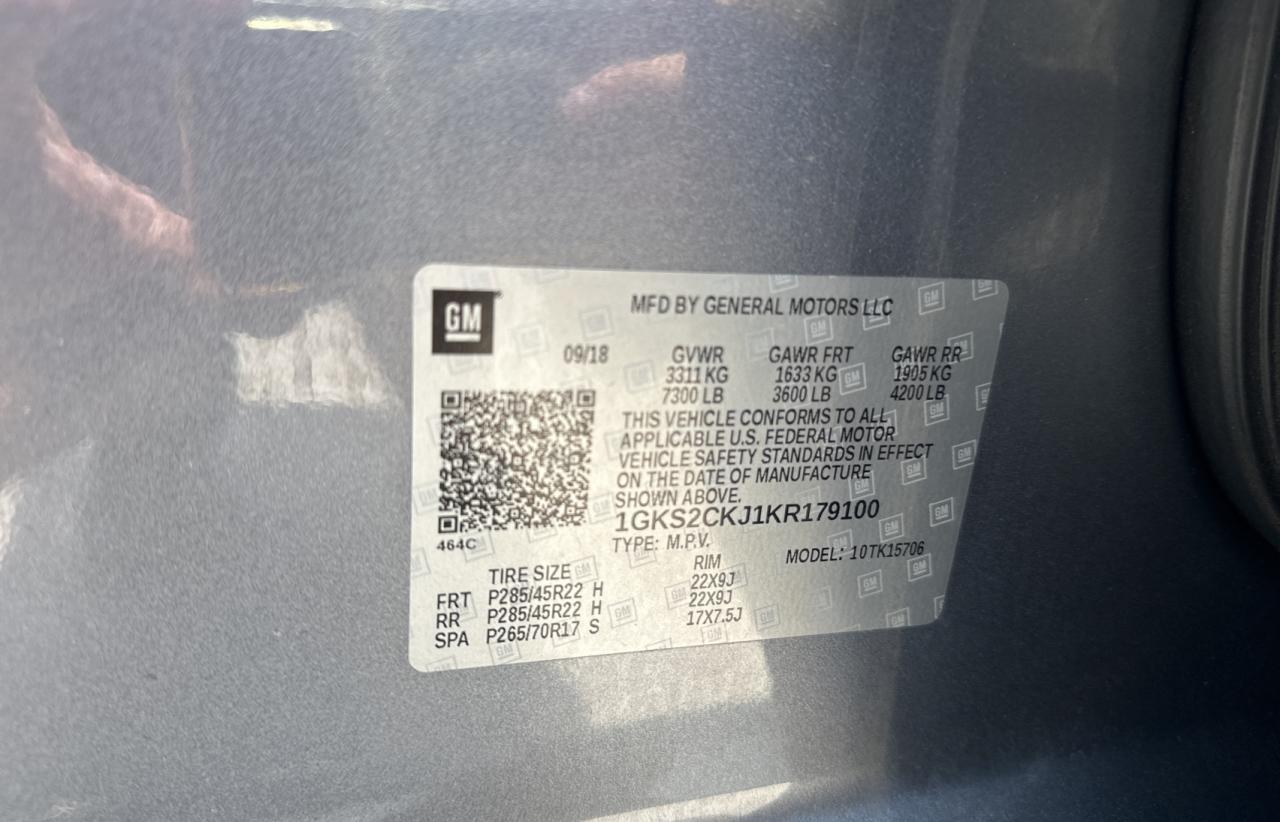 GM
MFD BY GENERAL MOTORS LLC
09/18 GVWR GAWR FRT GAWR RR
3311 KG 1633 KG 1905 KG
7300 LB 3600 LB 4200 LB
THIS VEHICLE CONFORMS TO ALL
APPLICABLE U.S. FEDERAL MOTOR
VEHICLE SAFETY STANDARDS IN EFFECT
ON THE DATE OF MANUFACTURE
SHOWN ABOVE.
1GKS2CKJ1KR179100
464C
TYPE: M.P.V. MODEL: 10TK15706
TIRE SIZE RIM
FRT P285/45R22 H 22X9J
RR P285/45R22 H 22X9J
SPA P265/70R17 S 17X7.5J